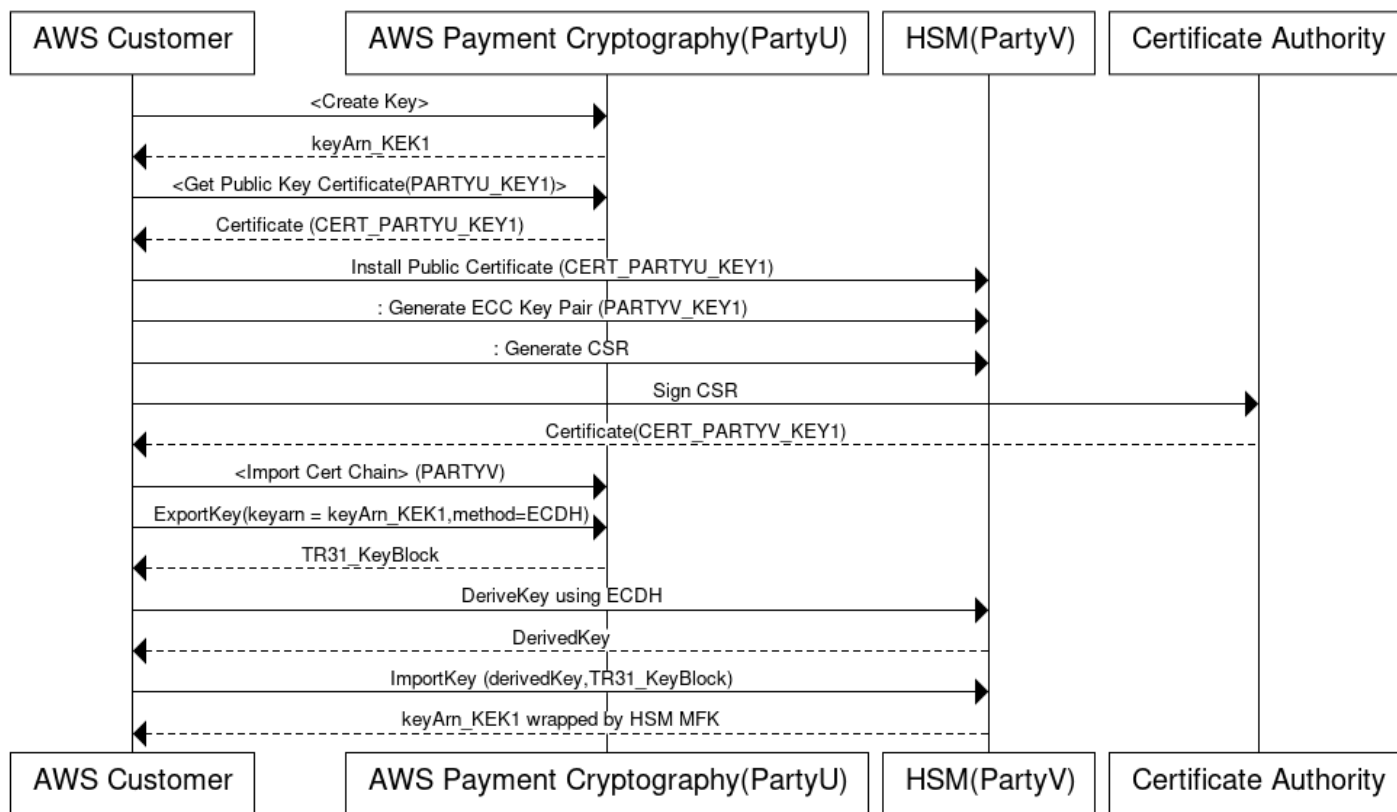 AWS Customer
AWS Payment Cryptography(PartyU)
HSM(PartyV)
Certificate Authority
<Create Key>
keyArn_KEK1
<Get Public Key Certificate(PARTYU_KEY1)>
Certificate (CERT_PARTYU_KEY1)
Install Public Certificate (CERT_PARTYU_KEY1)
: Generate ECC Key Pair (PARTYV_KEY1)
: Generate CSR
Sign CSR
Certificate(CERT_PARTYV_KEY1)
<Import Cert Chain> (PARTYV)
ExportKey(keyarn = keyArn_KEK1,method=ECDH)
TR31_KeyBlock
DeriveKey using ECDH
DerivedKey
ImportKey (derivedKey,TR31_KeyBlock)
keyArn_KEK1 wrapped by HSM MFK
AWS Customer
AWS Payment Cryptography(PartyU)
HSM(PartyV)
Certificate Authority